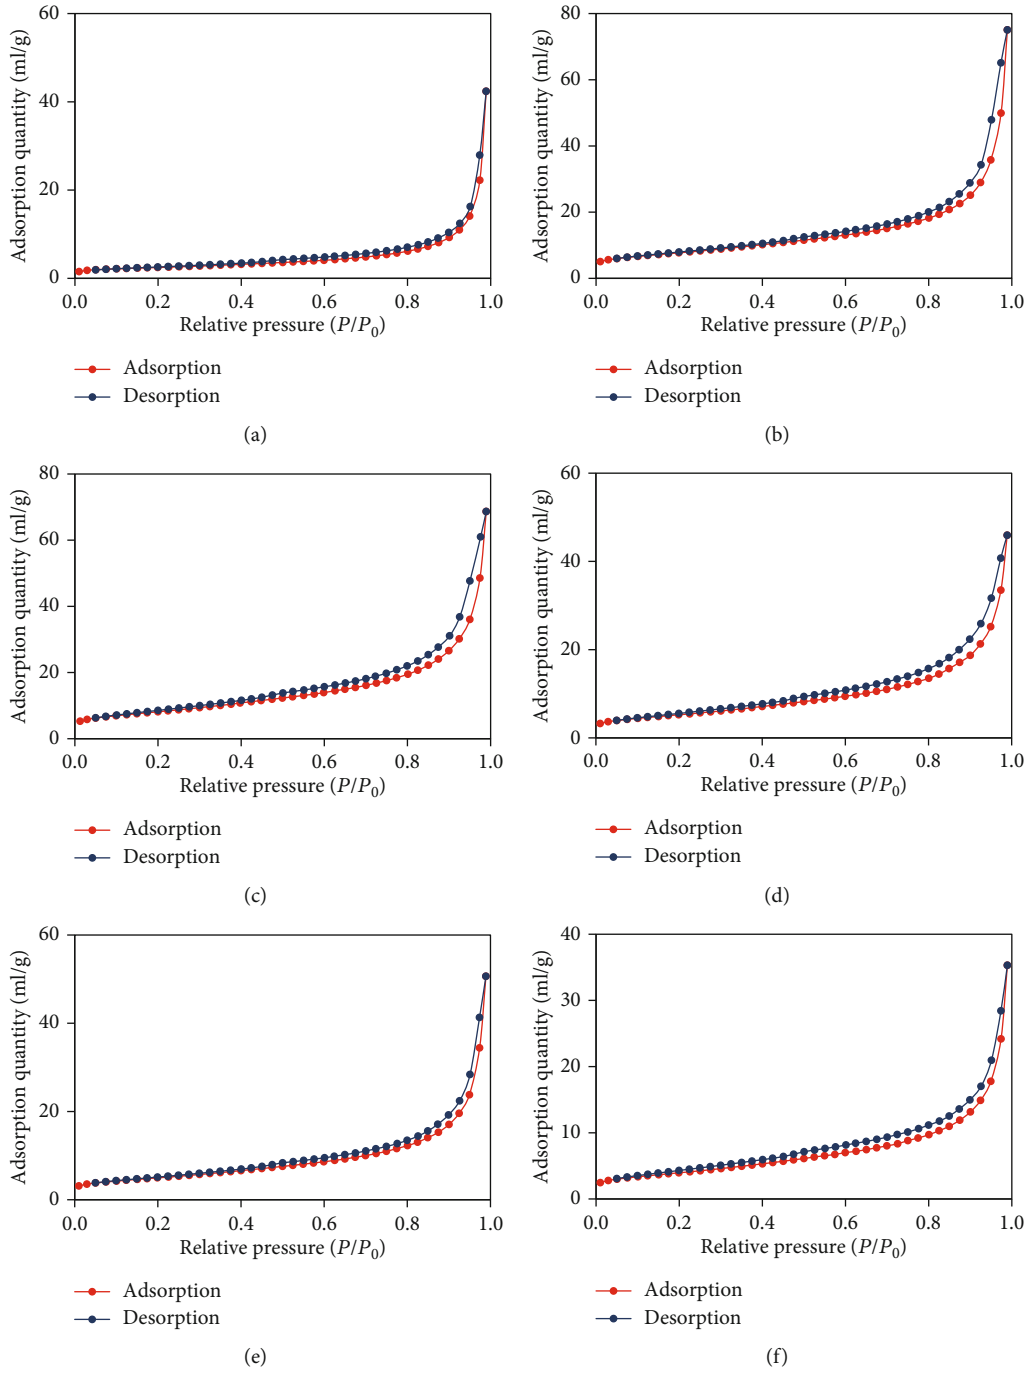 60
40
20
0
Adsorption quantity (ml/g)
0.0 0.2 0.4 0.6 0.8 1.0
Relative pressure (P/P0)
Adsorption
Desorption
(a)
80
60
40
20
0
Adsorption quantity (ml/g)
0.0 0.2 0.4 0.6 0.8 1.0
Relative pressure (P/P0)
Adsorption
Desorption
(b)
80
60
40
20
0
Adsorption quantity (ml/g)
0.0 0.2 0.4 0.6 0.8 1.0
Relative pressure (P/P0)
Adsorption
Desorption
(c)
60
40
20
0
Adsorption quantity (ml/g)
0.0 0.2 0.4 0.6 0.8 1.0
Relative pressure (P/P0)
Adsorption
Desorption
(d)
60
40
20
0
Adsorption quantity (ml/g)
0.0 0.2 0.4 0.6 0.8 1.0
Relative pressure (P/P0)
Adsorption
Desorption
(e)
40
30
20
10
0
Adsorption quantity (ml/g)
0.0 0.2 0.4 0.6 0.8 1.0
Relative pressure (P/P0)
Adsorption
Desorption
(f)